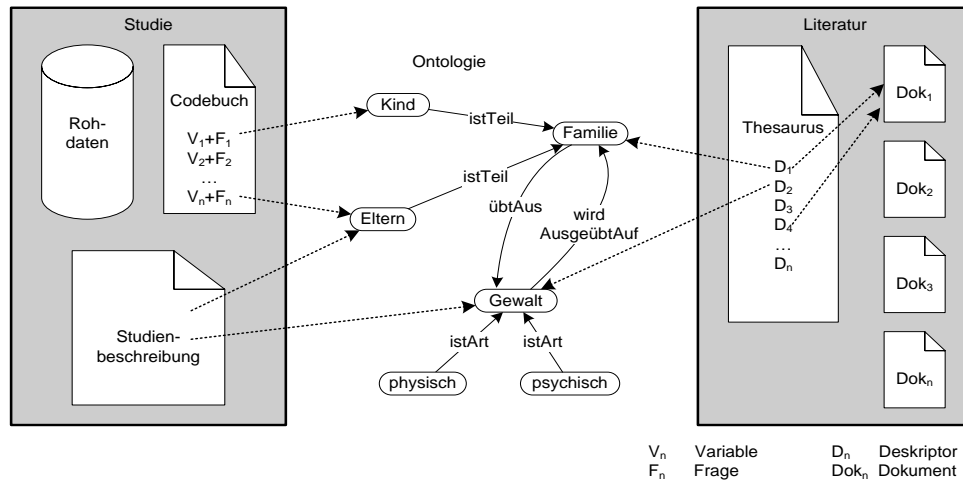 Studie
Roh-
daten
Codebuch
V₁+F₁
V₂+F₂
...
Vₙ+Fₙ
Studien-
beschreibung
Ontologie
Kind
istTeil
Familie
istTeil
Eltern
übtAus
wird
AusgeübtAuf
Gewalt
istArt
istArt
physisch
psychisch
Literatur
Thesaurus
D₁
D₂
D₃
D₄
...
Dₙ
Dok₁
Dok₂
Dok₃
Dokₙ
Vₙ Variable Dₙ Deskriptor
Fₙ Frage Dokₙ Dokument